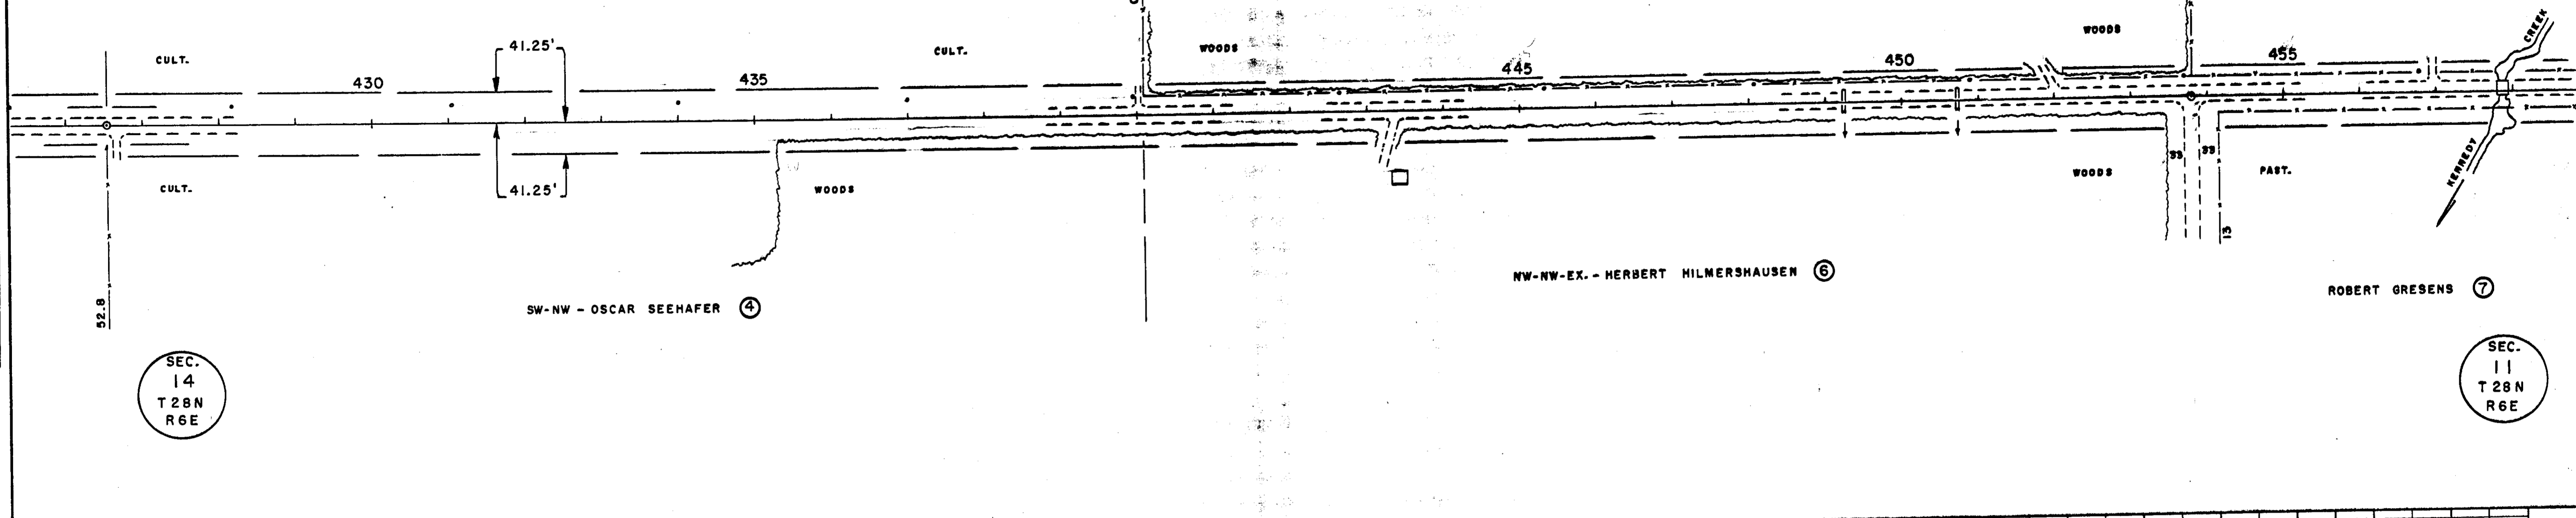 CULT.
41.25'
CULT.
WOODS
WOODS
CREEK
430
435
445
450
455
CULT.
41.25'
WOODS
WOODS
33
33
PAST.
KENNEDY
13
52.8
SW-NW - OSCAR SEEHAFER 4
NW-NW-EX. - HERBERT HILMERSHAUSEN 6
ROBERT GRESENS 7
SEC.
14
T 28N
R6E
SEC.
11
T 28N
R6E